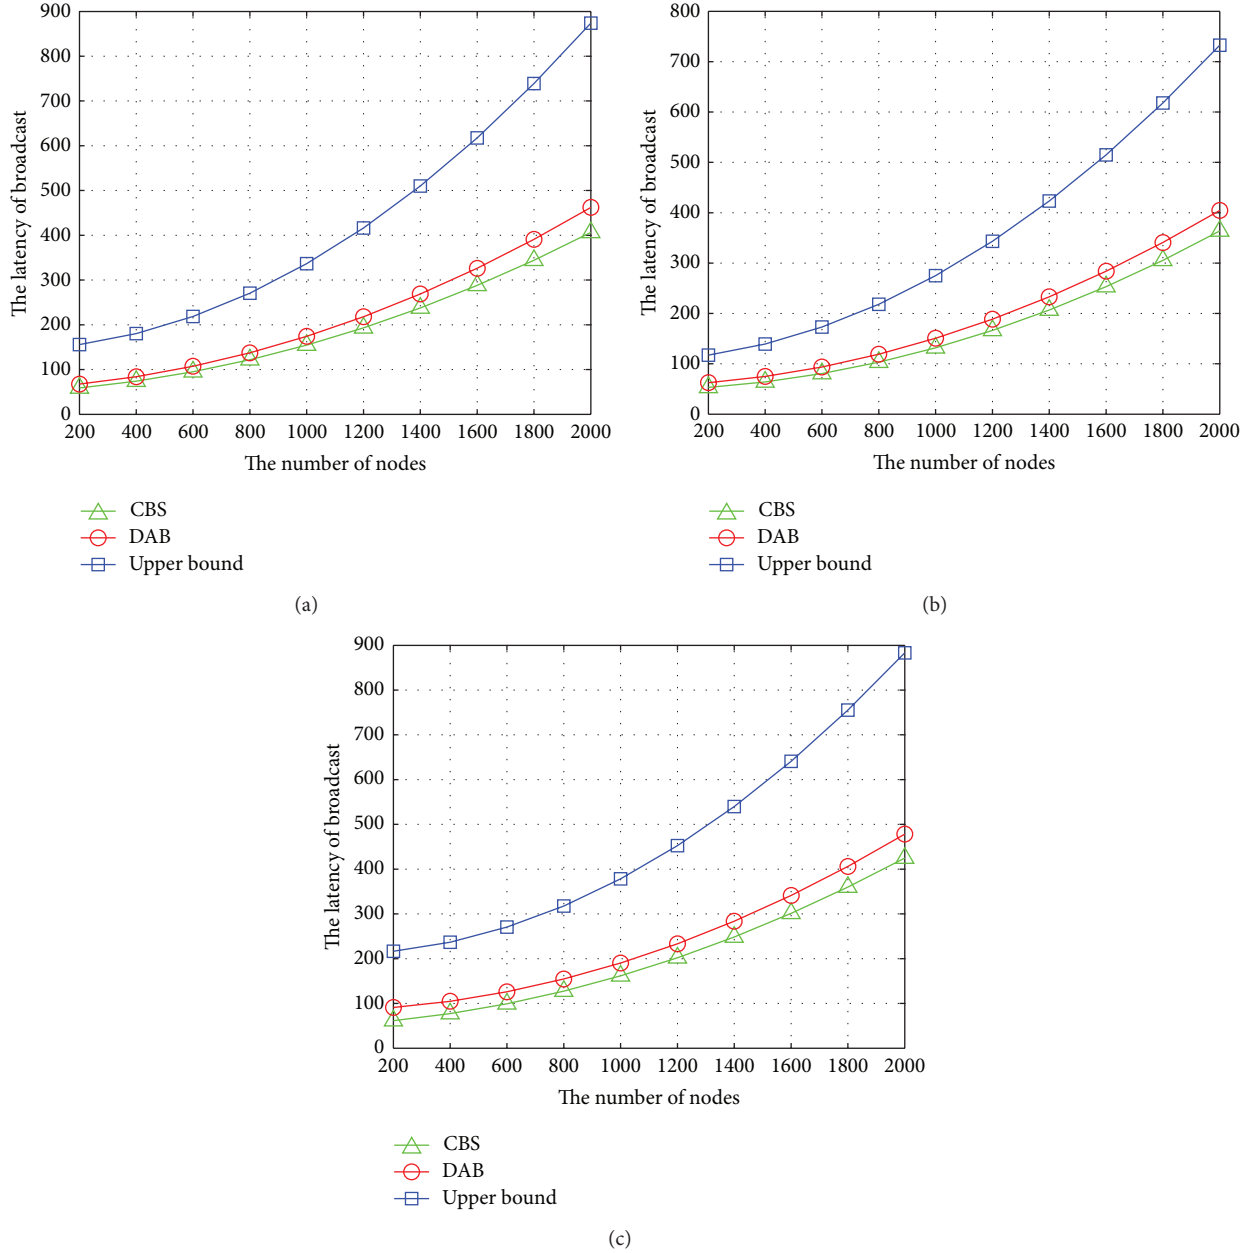 900
800
700
600
500
400
300
200
100
0
The latency of broadcast
200 400 600 800 1000 1200 1400 1600 1800 2000
The number of nodes
CBS
DAB
Upper bound
(a)
800
700
600
500
400
300
200
100
0
The latency of broadcast
200 400 600 800 1000 1200 1400 1600 1800 2000
The number of nodes
CBS
DAB
Upper bound
(b)
900
800
700
600
500
400
300
200
100
0
The latency of broadcast
200 400 600 800 1000 1200 1400 1600 1800 2000
The number of nodes
CBS
DAB
Upper bound
(c)